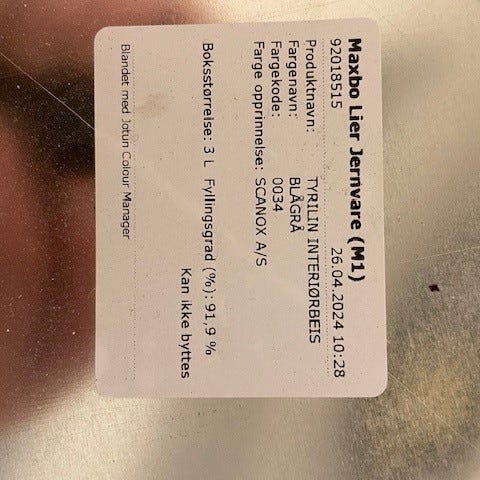 Maxbo Lier Jernvare (M1)
92018515 26.04.2024 10:28
Produktnavn: TYRILIN INTERIØRBEIS
Fargenavn: BLÅGRÅ
Fargekode: 0034
Farge opprinnelse: SCANOX A/S
Boksstørrelse: 3 L Fyllingsgrad (%): 91,9 %
Kan ikke byttes
Blandet med Jotun Colour Manager